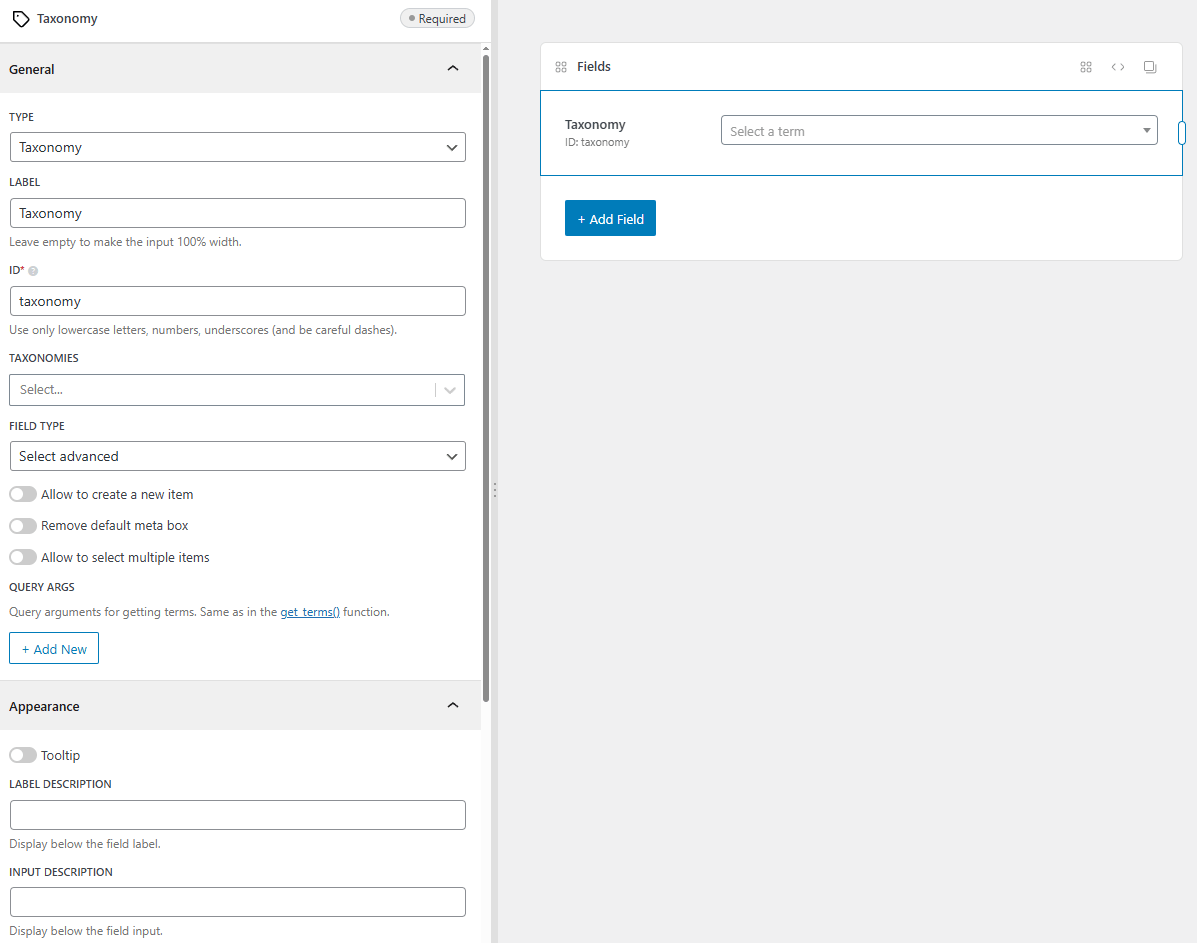 Taxonomy
Required
General
TYPE
Taxonomy
LABEL
Taxonomy
Leave empty to make the input 100% width.
ID*
taxonomy
Use only lowercase letters, numbers, underscores (and be careful dashes).
TAXONOMIES
Select...
FIELD TYPE
Select advanced
Allow to create a new item
Remove default meta box
Allow to select multiple items
QUERY ARGS
Query arguments for getting terms. Same as in the get_terms() function.
+ Add New
Appearance
Tooltip
LABEL DESCRIPTION
Display below the field label.
INPUT DESCRIPTION
Display below the field input.
Fields
Taxonomy
ID: taxonomy
Select a term
+ Add Field